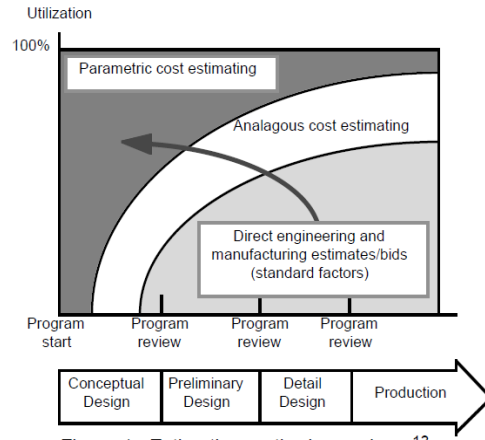 Utilization
100%
Parametric cost estimating
Analagous cost estimating
Direct engineering and
manufacturing estimates/bids
(standard factors)
Program
start
Program
review
Program
review
Program
review
Conceptual
Design
Preliminary
Design
Detail
Design
Production